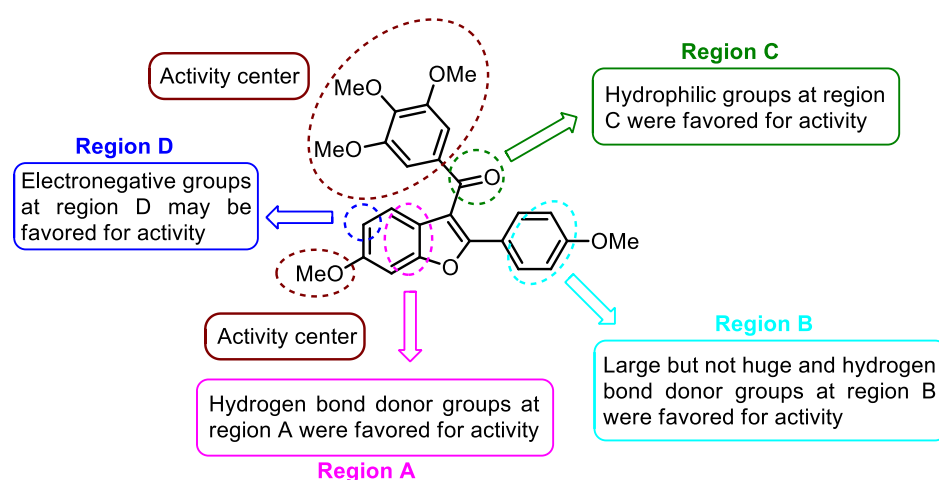 Region C
Activity center
MeO
OMe
MeO
Hydrophilic groups at region
C were favored for activity
Region D
Electronegative groups
at region D may be
favored for activity
O
OMe
MeO
O
Activity center
Region B
Large but not huge and hydrogen
bond donor groups at region B
were favored for activity
Hydrogen bond donor groups at
region A were favored for activity
Region A